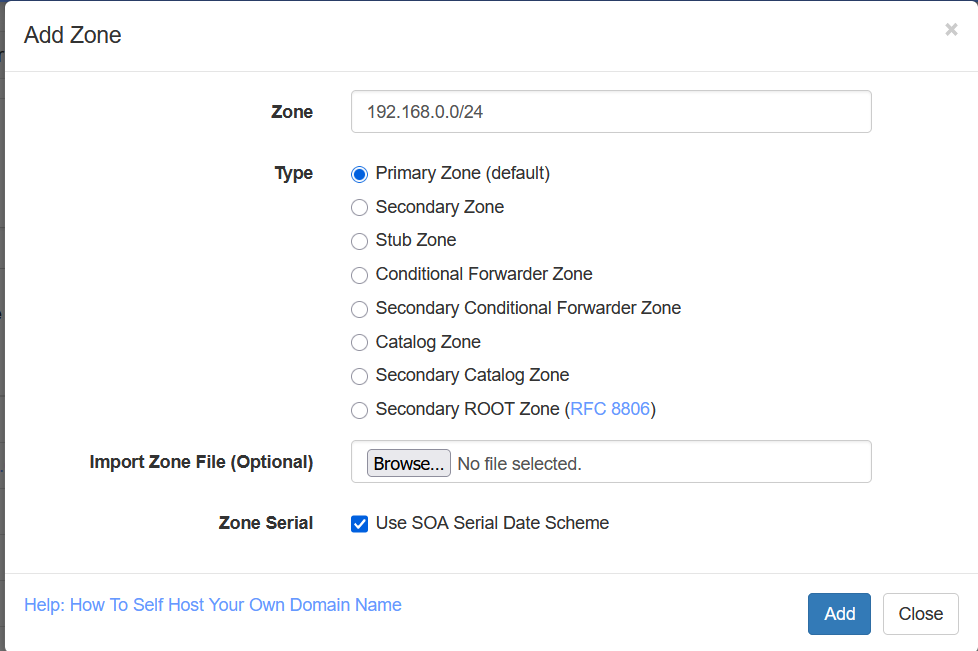 Add Zone ×
Zone 192.168.0.0/24
Type Primary Zone (default)
Secondary Zone
Stub Zone
Conditional Forwarder Zone
Secondary Conditional Forwarder Zone
Catalog Zone
Secondary Catalog Zone
Secondary ROOT Zone (RFC 8806)
Import Zone File (Optional) Browse... No file selected.
Zone Serial Use SOA Serial Date Scheme
Help: How To Self Host Your Own Domain Name Add Close